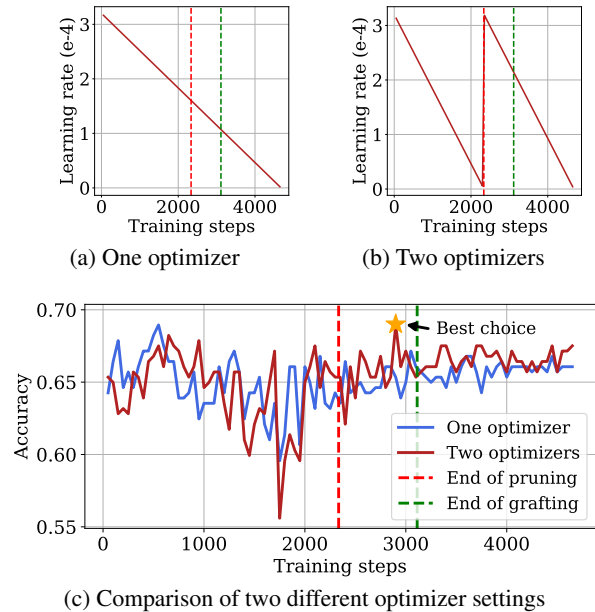 Learning rate (e-4)
3
2
1
0
0 2000 4000
Training steps
(a) One optimizer
Learning rate (e-4)
3
2
1
0
0 2000 4000
Training steps
(b) Two optimizers
Accuracy
0.70
0.65
0.60
0.55
Best choice
One optimizer
Two optimizers
End of pruning
End of grafting
0 1000 2000 3000 4000
Training steps
(c) Comparison of two different optimizer settings